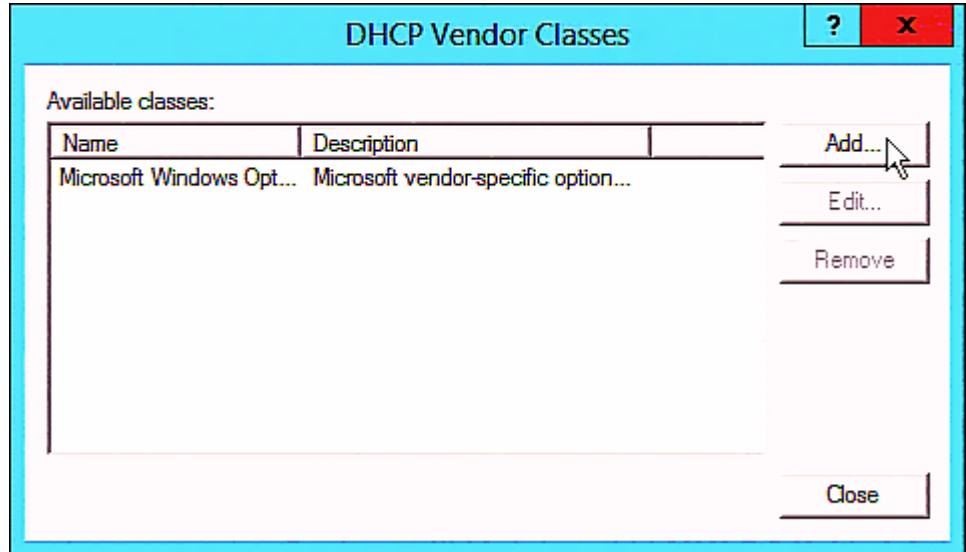 DHCP Vendor Classes
? x
Available classes:
Name Description
Microsoft Windows Opt... Microsoft vendor-specific option...
Add...
Edit...
Remove
Close